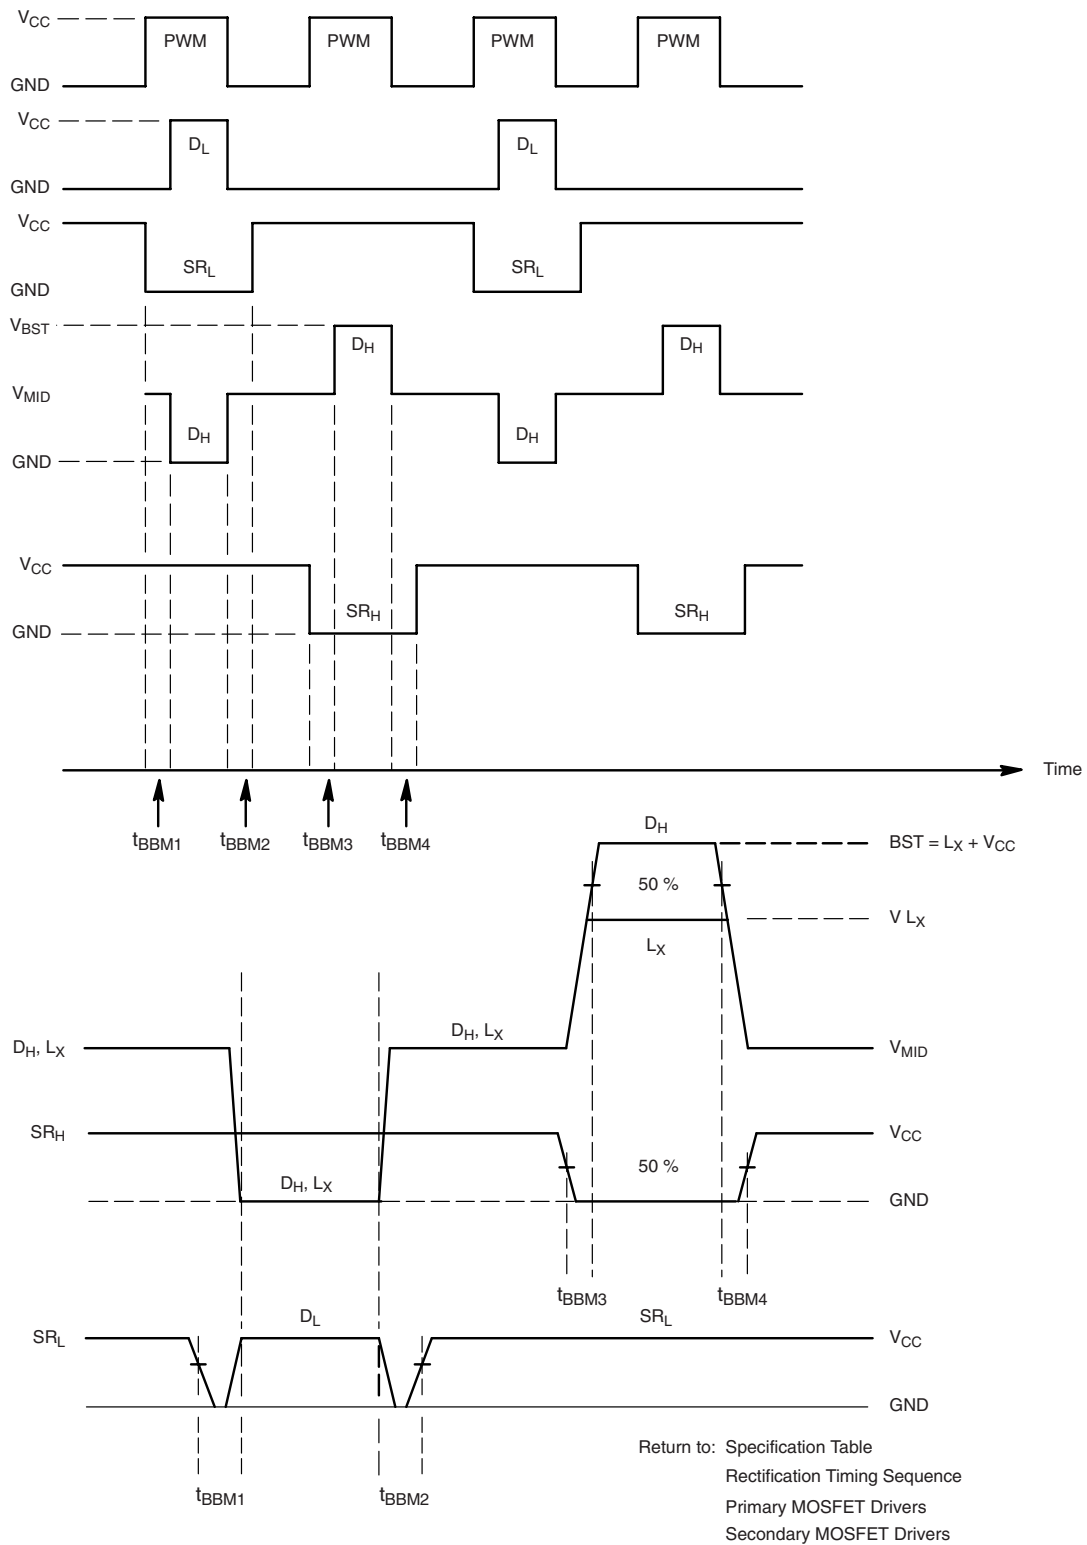 VCC
PWM PWM PWM PWM
GND
VCC
DL DL
GND
VCC
SRL SRL
GND
VBST
DH DH
VMID
DH DH
GND
VCC
SRH SRH
GND
Time
tBBM1 tBBM2 tBBM3 tBBM4
DH
BST = LX + VCC
50 %
V LX
LX
DH, LX
DH, LX
VMID
SRH
VCC
50 %
DH, LX
GND
tBBM3 tBBM4
DL
SRL
SRL
VCC
GND
Return to: Specification Table
Rectification Timing Sequence
tBBM1 tBBM2
Primary MOSFET Drivers
Secondary MOSFET Drivers